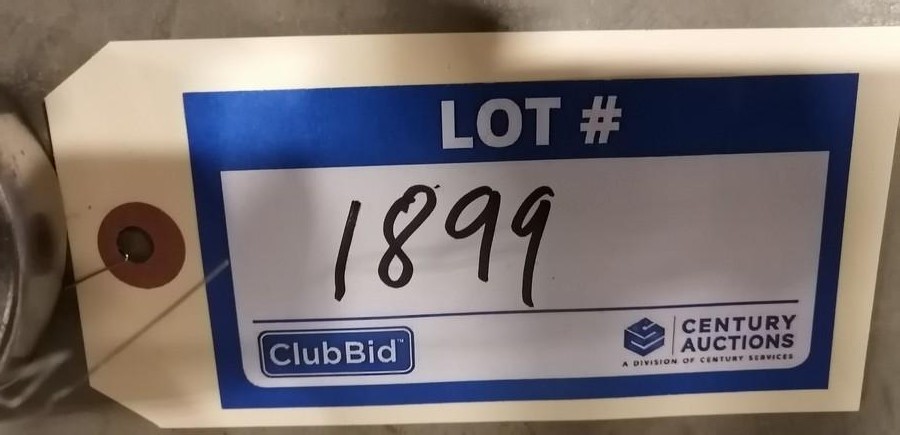 LOT #
1899
ClubBid™
CENTURY
AUCTIONS
A DIVISION OF CENTURY SERVICES